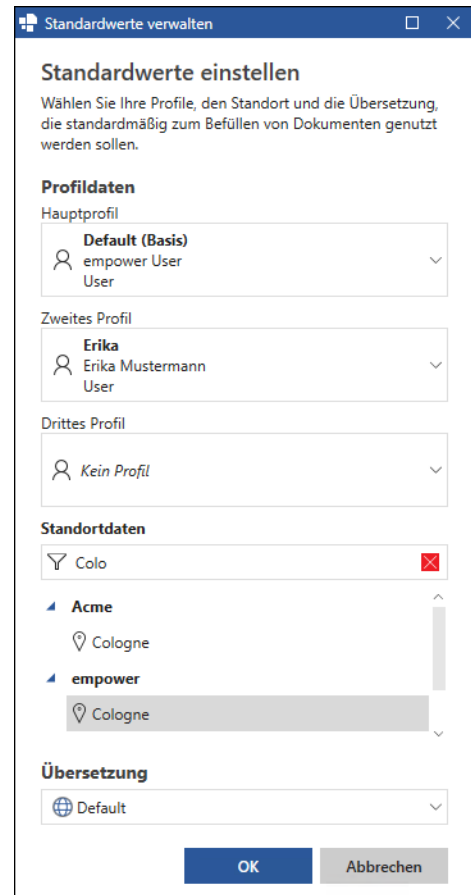 Standardwerte verwalten
Standardwerte einstellen
Wählen Sie Ihre Profile, den Standort und die Übersetzung,
die standardmäßig zum Befüllen von Dokumenten genutzt
werden sollen.
Profildaten
Hauptprofil
Default (Basis)
empower User
User
Zweites Profil
Erika
Erika Mustermann
User
Drittes Profil
Kein Profil
Standortdaten
Colo
Acme
Cologne
empower
Cologne
Übersetzung
Default
OK
Abbrechen